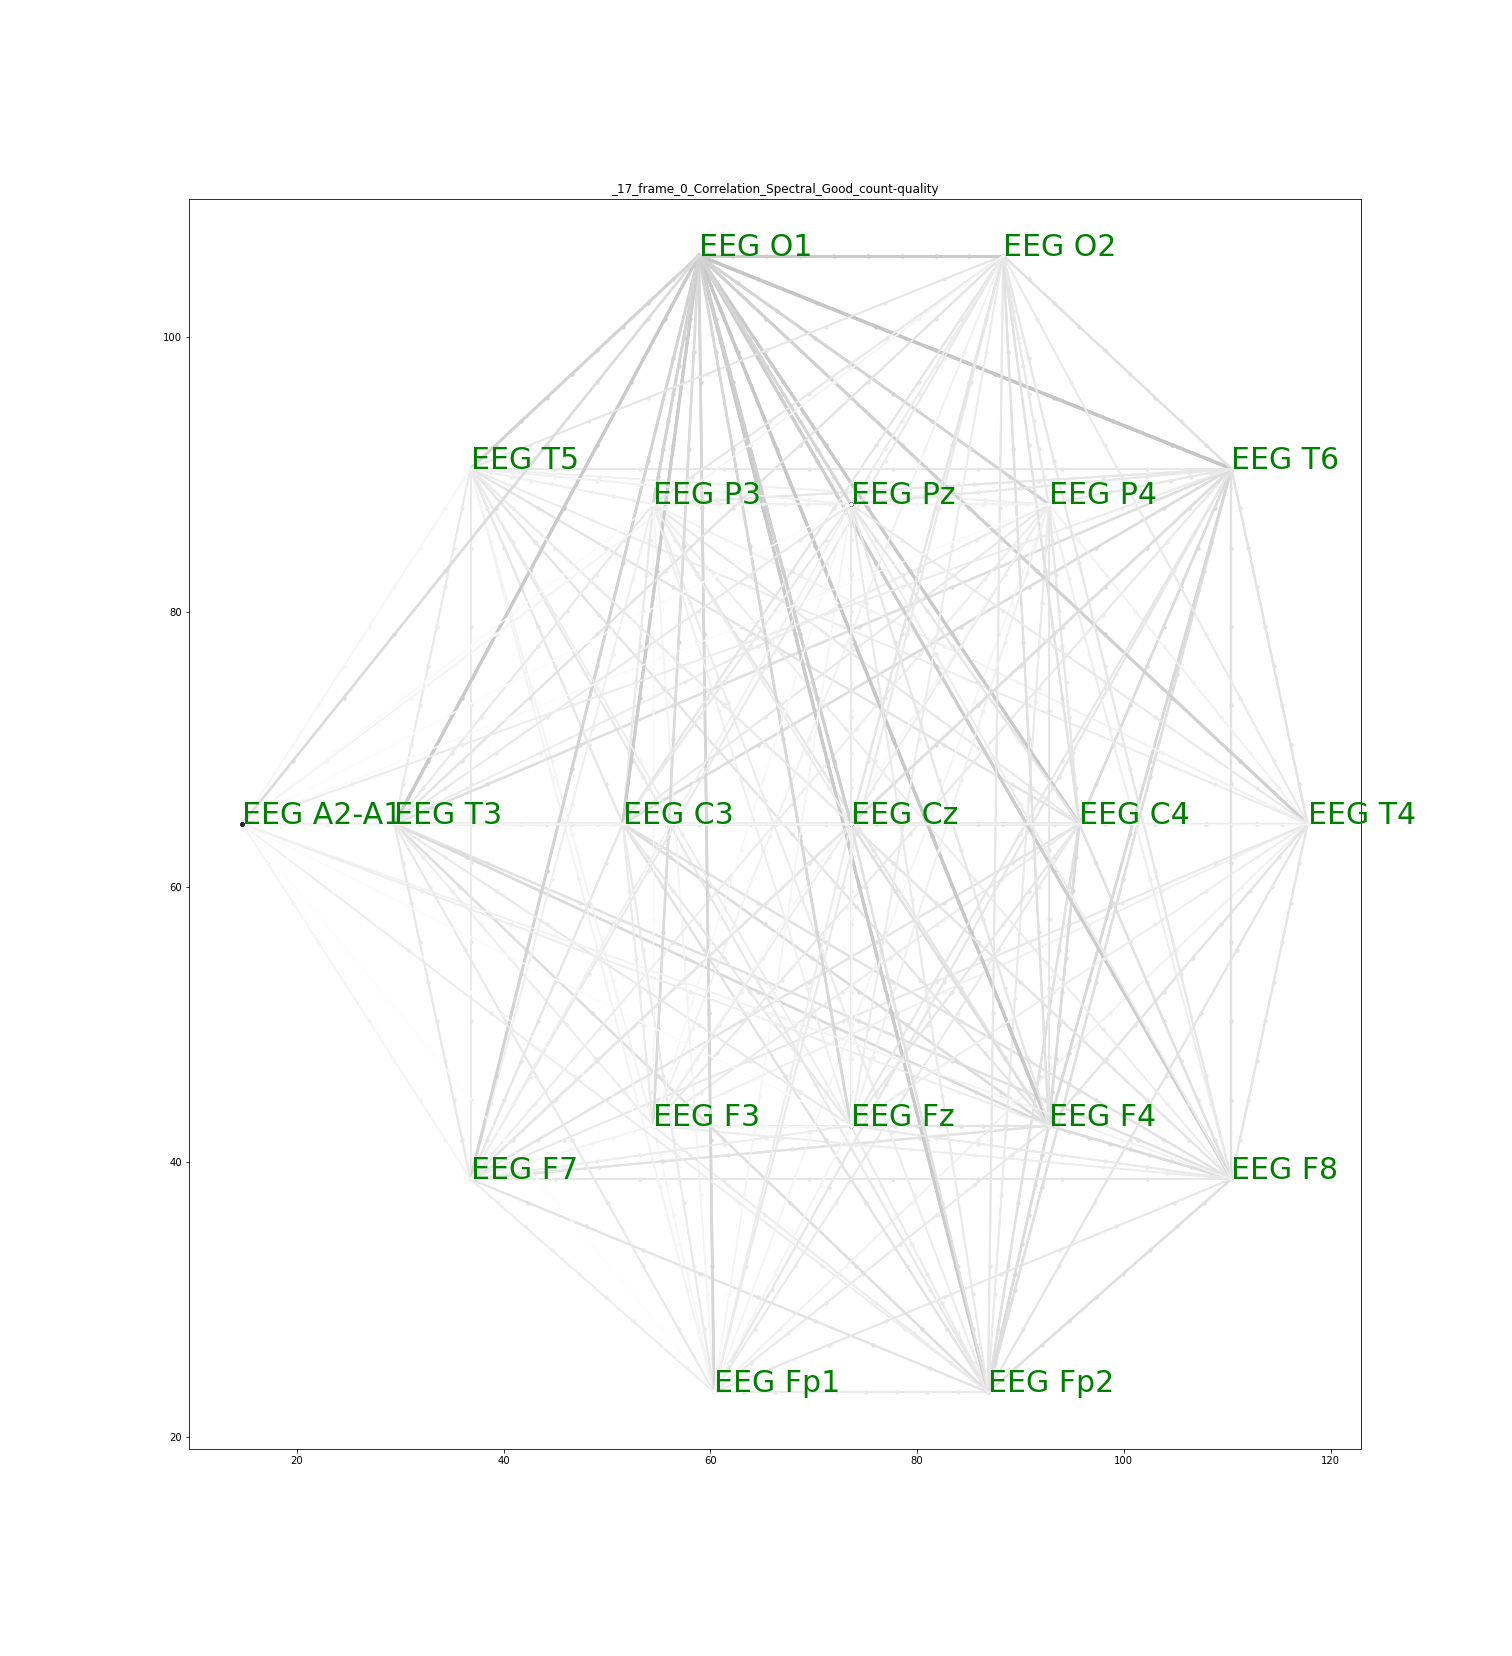 _17_frame_0_Correlation_Spectral_Good_count-quality
EEG O1 EEG O2
100
EEG T5 EEG T6
EEG P3 EEG Pz EEG P4
80
EEG A2-A1 EEG T3 EEG C3 EEG Cz EEG C4 EEG T4
60
EEG F3 EEG Fz EEG F4
40
EEG F7 EEG F8
EEG Fp1 EEG Fp2
20
20 40 60 80 100 120